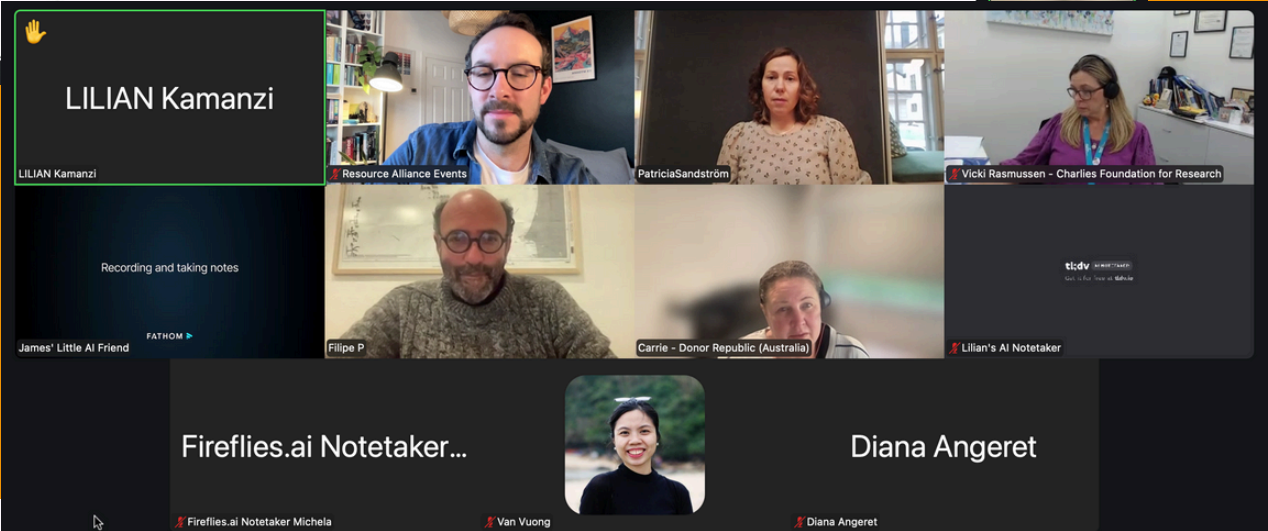 LILIAN Kamanzi
LILIAN Kamanzi
Resource Alliance Events
PatriciaSandström
Vicki Rasmussen - Charlies Foundation for Research
Recording and taking notes
FATHOM
James' Little AI Friend
Filipe P
Carrie - Donor Republic (Australia)
tl;dv AI NOTETAKER
Lilian's AI Notetaker
Fireflies.ai Notetaker...
Diana Angeret
Fireflies.ai Notetaker Michela
Van Vuong
Diana Angeret